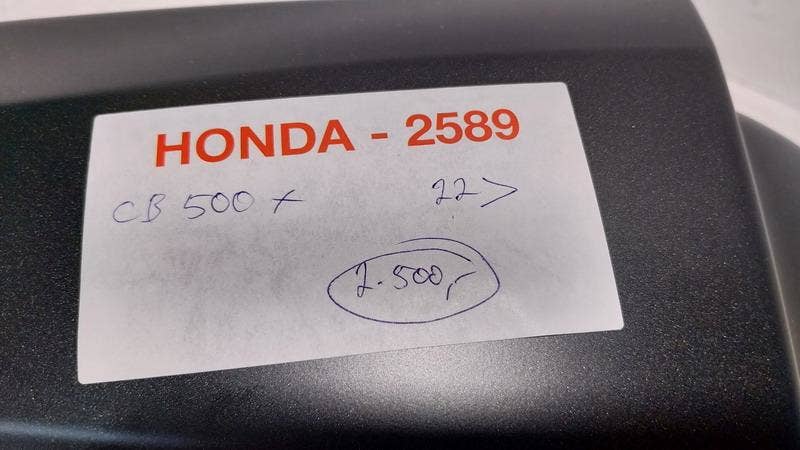 HONDA - 2589
CB 500 X 22>
2.500,-